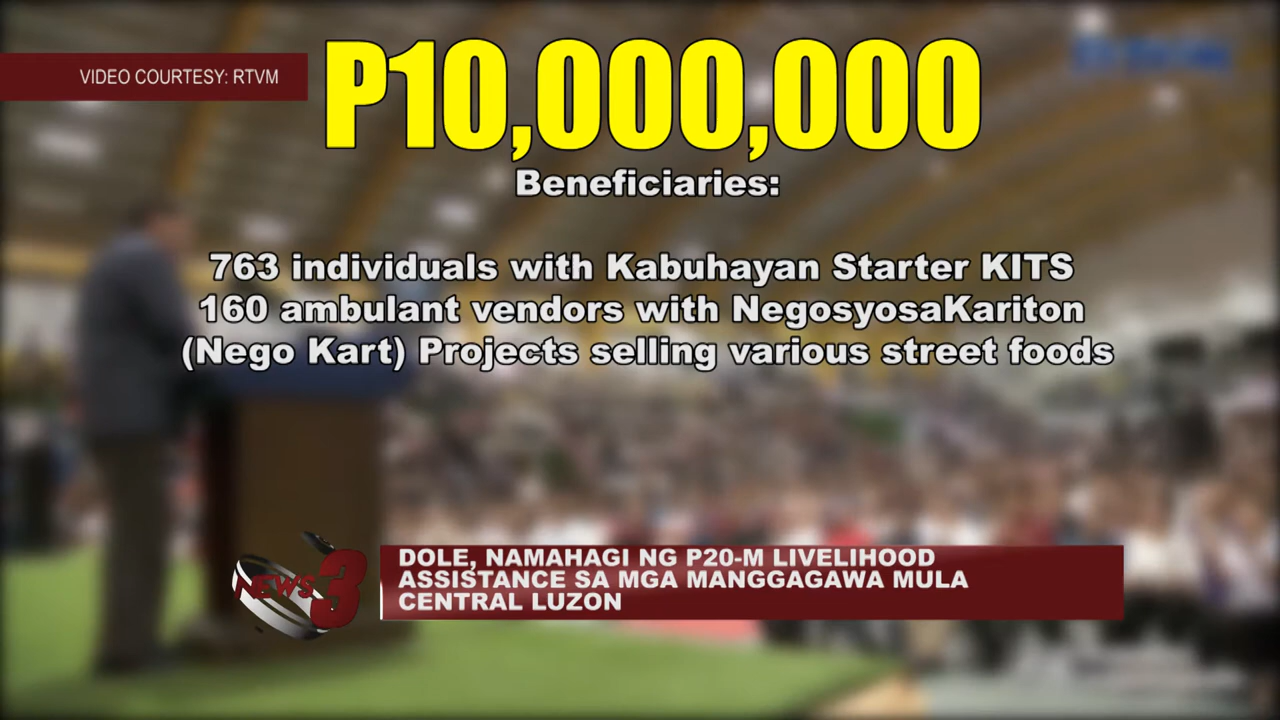 VIDEO COURTESY: RTVM
P10,000,000
Beneficiaries:
763 individuals with Kabuhayan Starter KITS
160 ambulant vendors with NegosyosaKariton
(Nego Kart) Projects selling various street foods
NEWS 3
DOLE, NAMAHAGI NG P20-M LIVELIHOOD
ASSISTANCE SA MGA MANGGAGAWA MULA
CENTRAL LUZON